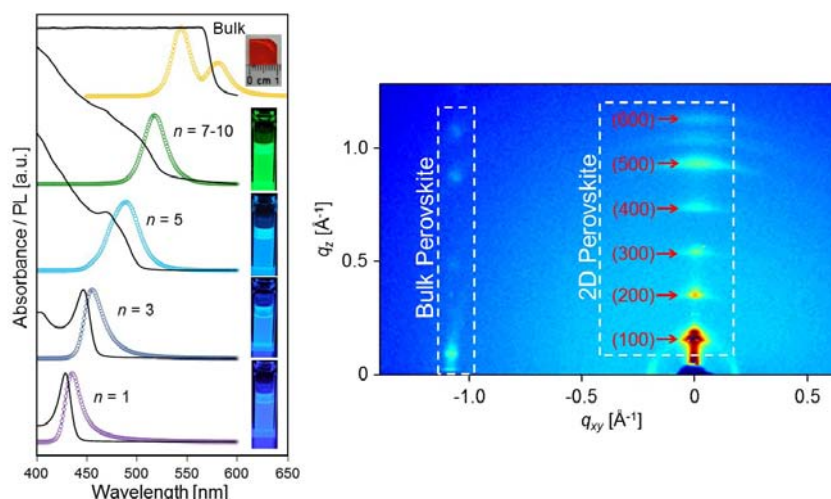 Bulk
0 cm 1
n = 7-10
n = 5
n = 3
n = 1
Absorbance / PL [a.u.]
400 450 500 550 600 650
Wavelength [nm]
Bulk Perovskite
2D Perovskite
(600)
(500)
(400)
(300)
(200)
(100)
1.0
0.5
0
qz [Å-1]
-1.0 -0.5 0 0.5
qxy [Å-1]